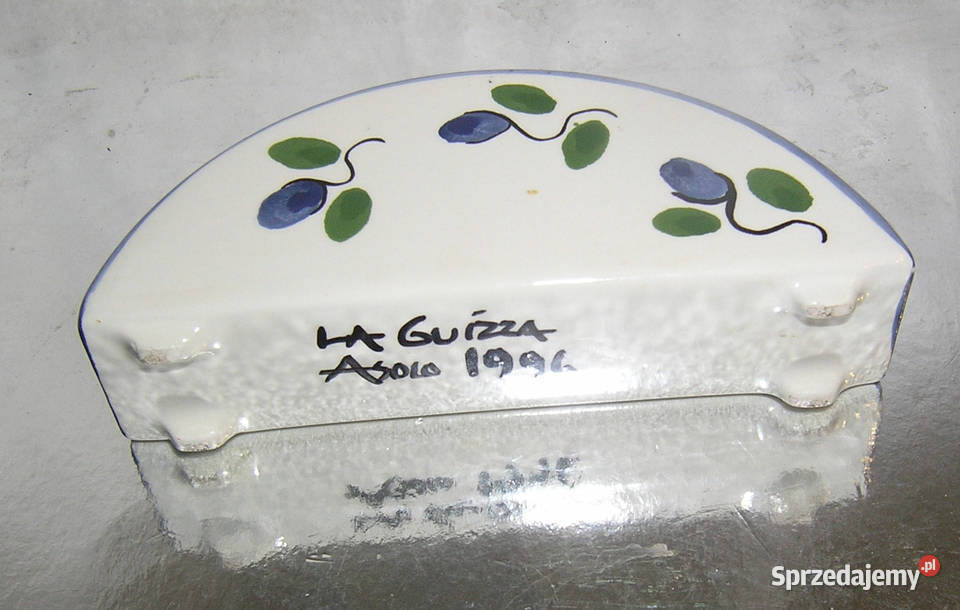 LA GUIZZA
ASOLO 1996
Sprzedajemy.pl